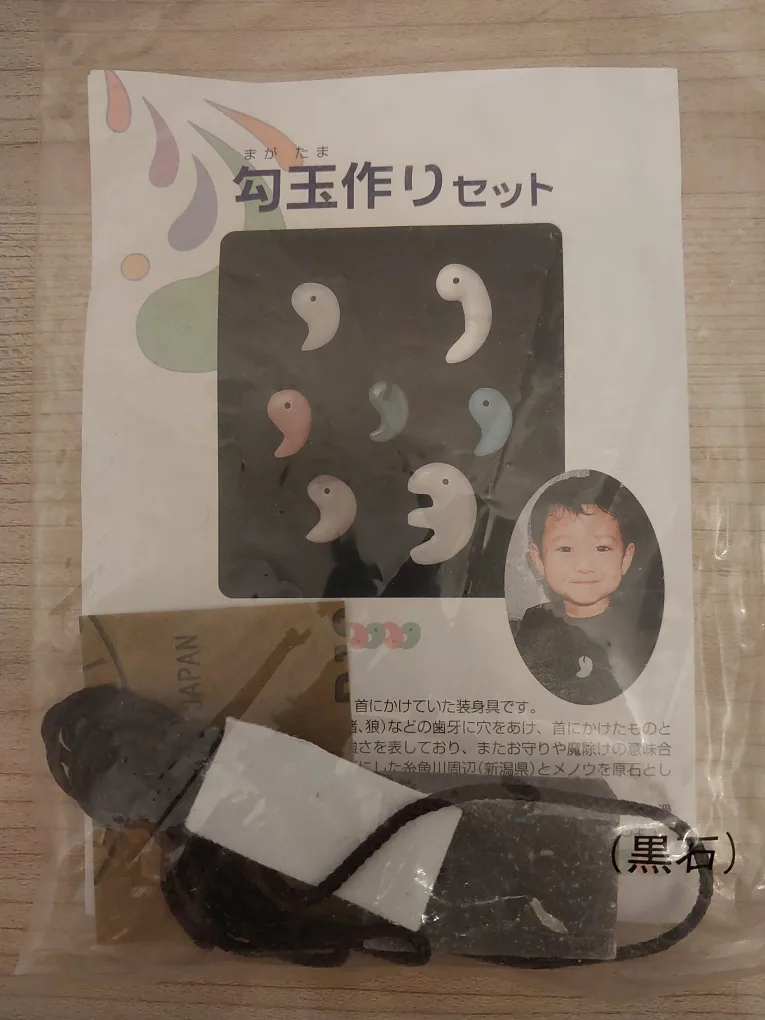 まが たま
勾玉作りセット
JAPAN
首にかけていた装身具です。
、狼)などの歯牙に穴をあけ、首にかけたものと
さを表しており、またお守りや魔除けの意味合
にした糸魚川周辺(新潟県)とメノウを原石とし
(黒石)